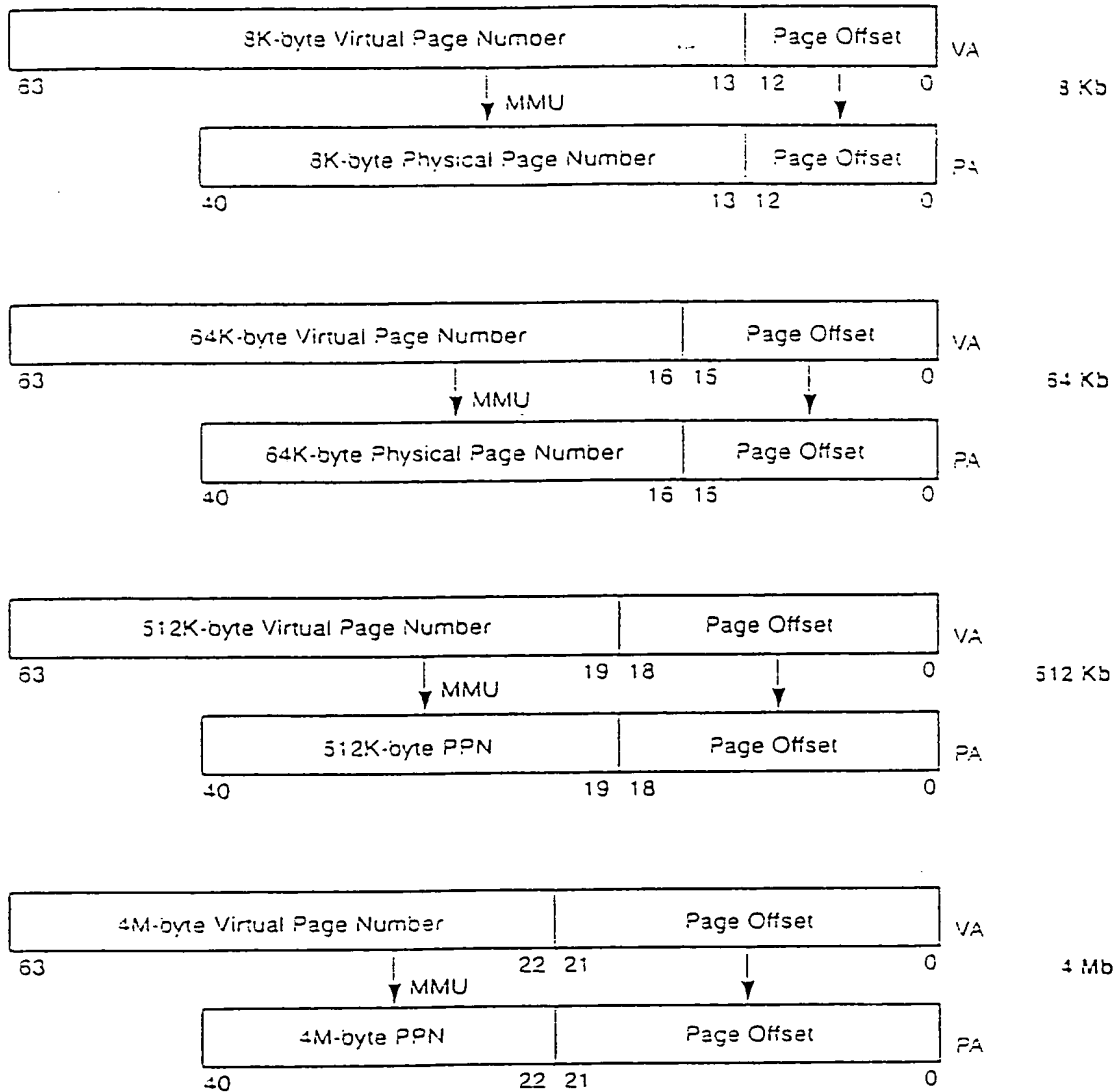 8K-byte Virtual Page Number Page Offset VA
63 13 12 0 8 Kb
MMU
8K-byte Physical Page Number Page Offset PA
40 13 12 0
64K-byte Virtual Page Number Page Offset VA
63 16 15 0 64 Kb
MMU
64K-byte Physical Page Number Page Offset PA
40 16 15 0
512K-byte Virtual Page Number Page Offset VA
63 19 18 0 512 Kb
MMU
512K-byte PPN Page Offset PA
40 19 18 0
4M-byte Virtual Page Number Page Offset VA
63 22 21 0 4 Mb
MMU
4M-byte PPN Page Offset PA
40 22 21 0